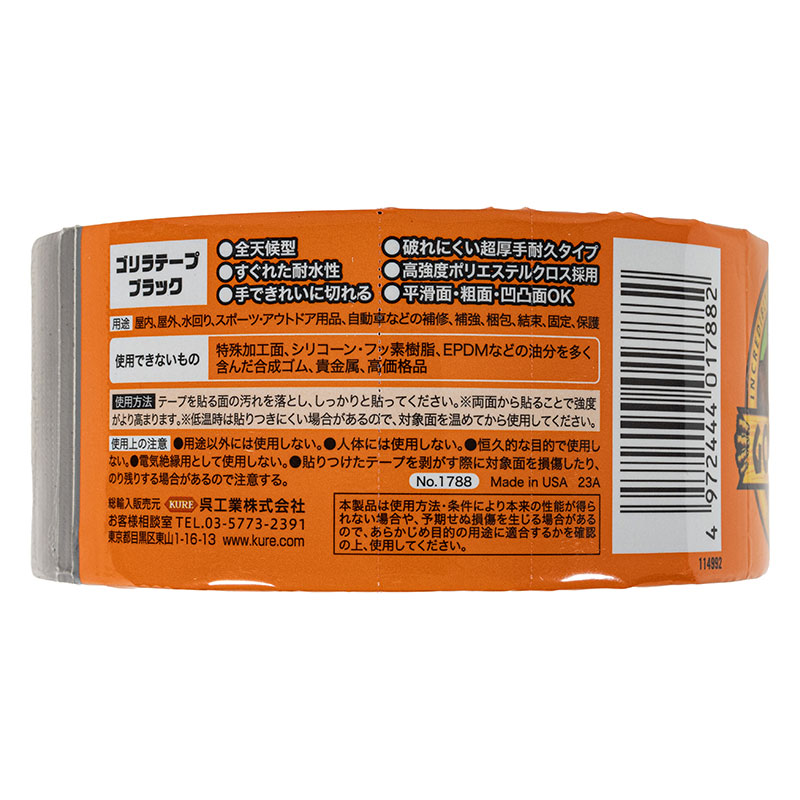 ゴリラテープ
ブラック
●全天候型
●すぐれた耐水性
●手できれいに切れる
●破れにくい超厚手耐久タイプ
●高強度ポリエステルクロス採用
●平滑面・粗面・凹凸面OK
用途 屋内、屋外、水回り、スポーツ・アウトドア用品、自動車などの補修、補強、梱包、結束、固定、保護
使用できないもの
特殊加工面、シリコーン・フッ素樹脂、EPDMなどの油分を多く
含んだ合成ゴム、貴金属、高価格品
使用方法 テープを貼る面の汚れを落とし、しっかりと貼ってください。※両面から貼ることで強度
がより高まります。※低温時は貼りつきにくい場合があるので、対象面を温めてから使用してください。
使用上の注意 ●用途以外には使用しない。●人体には使用しない。●恒久的な目的で使用し
ない。●電気絶縁用として使用しない。●貼りつけたテープを剥がす際に対象面を損傷したり、
のり残りする場合があるので注意する。
No.1788 Made in USA 23A
総輸入販売元 KURE 呉工業株式会社
お客様相談室 TEL.03-5773-2391
東京都目黒区東山1-16-13 www.kure.com
本製品は使用方法・条件により本来の性能が得ら
れない場合や、予期せぬ損傷を生じる場合がある
ので、あらかじめ目的の用途に適合するかを確認
の上、使用してください。
4 972444 017882
114992
INCRED
GO